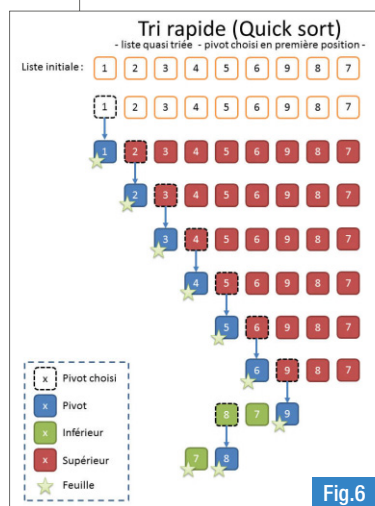 Tri rapide (Quick sort)
- liste quasi triée - pivot choisi en première position -
Liste initiale : 1 2 3 4 5 6 9 8 7
1 2 3 4 5 6 9 8 7
1 2 3 4 5 6 9 8 7
2 3 4 5 6 9 8 7
3 4 5 6 9 8 7
4 5 6 9 8 7
5 6 9 8 7
6 9 8 7
8 7 9
7 8
x Pivot choisi
x Pivot
x Inférieur
x Supérieur
Feuille
Fig.6